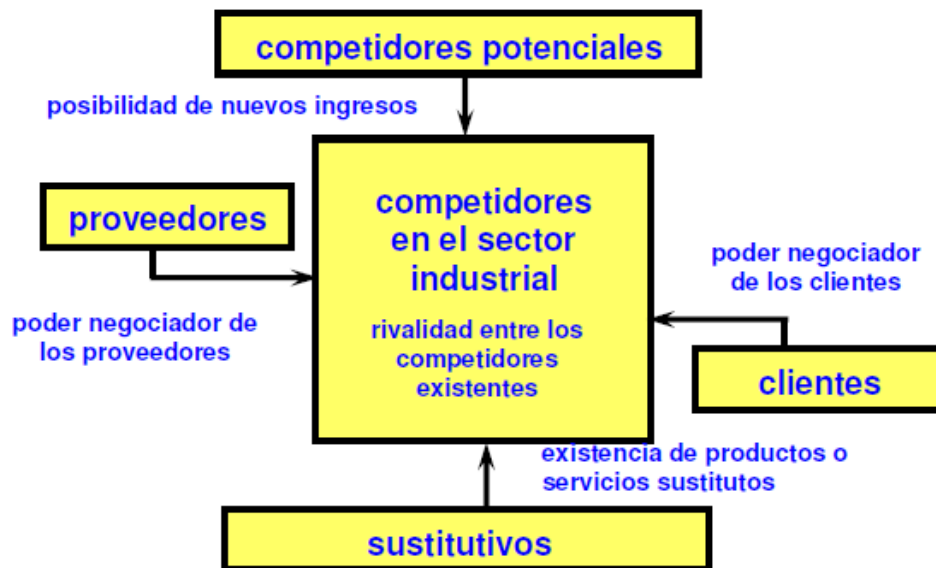 competidores potenciales
posibilidad de nuevos ingresos
proveedores
poder negociador de
los proveedores
competidores
en el sector
industrial
rivalidad entre los
competidores
existentes
poder negociador
de los clientes
clientes
existencia de productos o
servicios sustitutos
sustitutivos